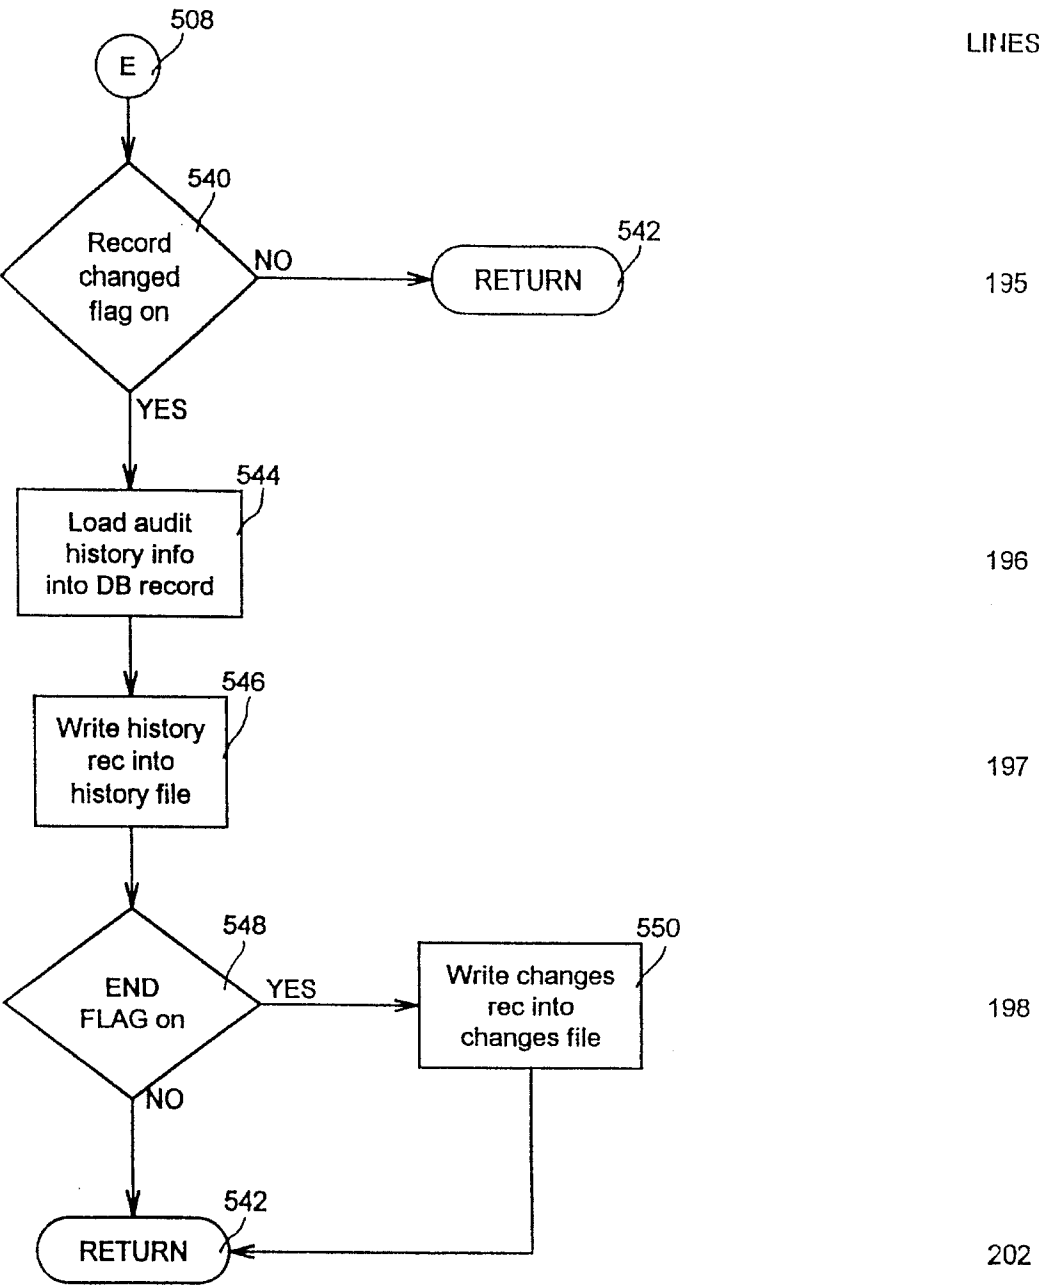 508
LINES
E
540
Record
changed
flag on
NO
542
RETURN
195
YES
544
Load audit
history info
into DB record
196
546
Write history
rec into
history file
197
548
END
FLAG on
YES
550
Write changes
rec into
changes file
198
NO
542
RETURN
202